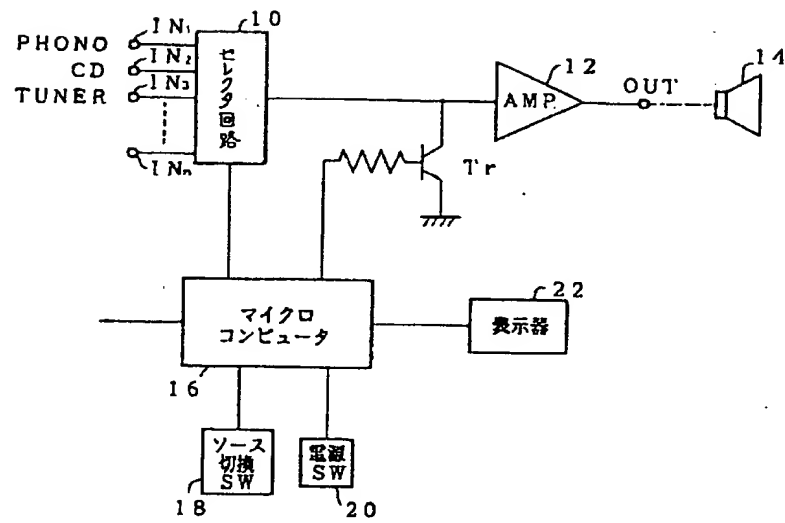 10
PHONO IN₁
CD IN₂
TUNER IN₃
INₙ
セレクタ回路
12
AMP.
OUT
14
Tr
マイクロ
コンピュータ
16
22
表示器
ソース
切換
SW
18
電源
SW
20